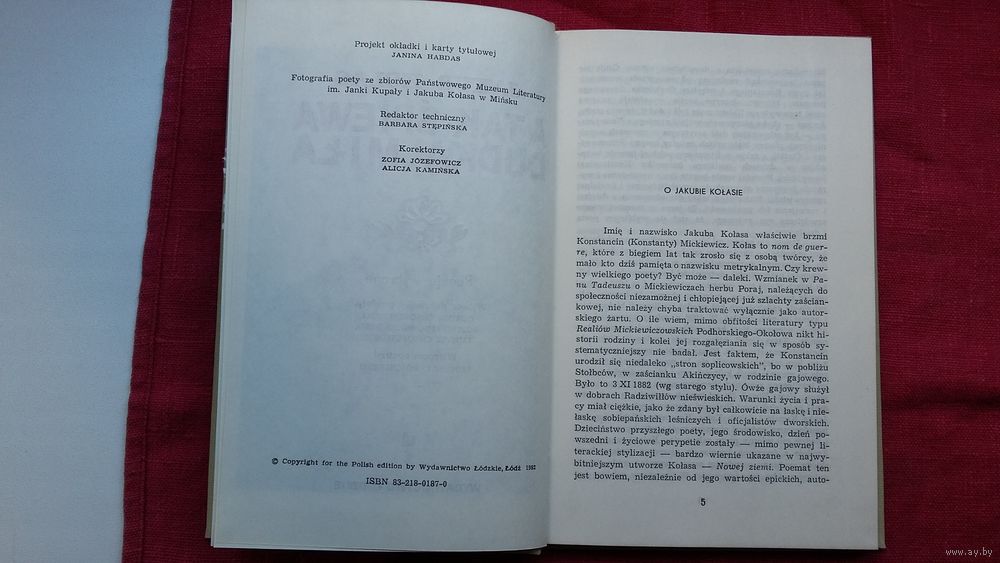 Projekt okładki i karty tytułowej
JANINA HABDAS
Fotografia poety ze zbiorów Państwowego Muzeum Literatury
im. Janki Kupały i Jakuba Kołasa w Mińsku
Redaktor techniczny
BARBARA STĘPIŃSKA
Korektorzy
ZOFIA JÓZEFOWICZ
ALICJA KAMIŃSKA
© Copyright for the Polish edition by Wydawnictwo Łódzkie, Łódź 1982
ISBN 83-218-0187-0
O JAKUBIE KOŁASIE
Imię i nazwisko Jakuba Kołasa właściwie brzmi
Konstancin (Konstanty) Mickiewicz. Kołas to nom de guer-
re, które z biegiem lat tak zrosło się z osobą twórcy, że
mało kto dziś pamięta o nazwisku metrykalnym. Czy krew-
ny wielkiego poety? Być może — daleki. Wzmianek w Pa-
nu Tadeuszu o Mickiewiczach herbu Poraj, należących do
społeczności niezamożnej i chłopiejącej już szlachty zaścian-
kowej, nie należy chyba traktować wyłącznie jako autor-
skiego żartu. O ile wiem, mimo obfitości literatury typu
Realiów Mickiewiczowskich Podhorskiego-Okołowa nikt hi-
storii rodziny i kolei jej rozgałęziania się w sposób sy-
stematyczniejszy nie badał. Jest faktem, że Konstancin
urodził się niedaleko „stron soplicowskich", bo w pobliżu
Stołbców, w zaścianku Akińczycy, w rodzinie gajowego.
Było to 3 XI 1882 (wg starego stylu). Ówże gajowy służył
w dobrach Radziwiłłów nieświeskich. Warunki życia i pra-
cy miał ciężkie, jako że zdany był całkowicie na łaskę i nie-
łaskę sobiepańskich leśniczych i oficjalistów dworskich.
Dzieciństwo przyszłego poety, jego środowisko, dzień po-
wszedni i życiowe perypetie zostały — mimo pewnej li-
terackiej stylizacji — bardzo wiernie ukazane w najwy-
bitniejszym utworze Kołasa — Nowej ziemi. Poemat ten
jest bowiem, niezależnie od jego wartości epickich, auto-
5
www.ay.by